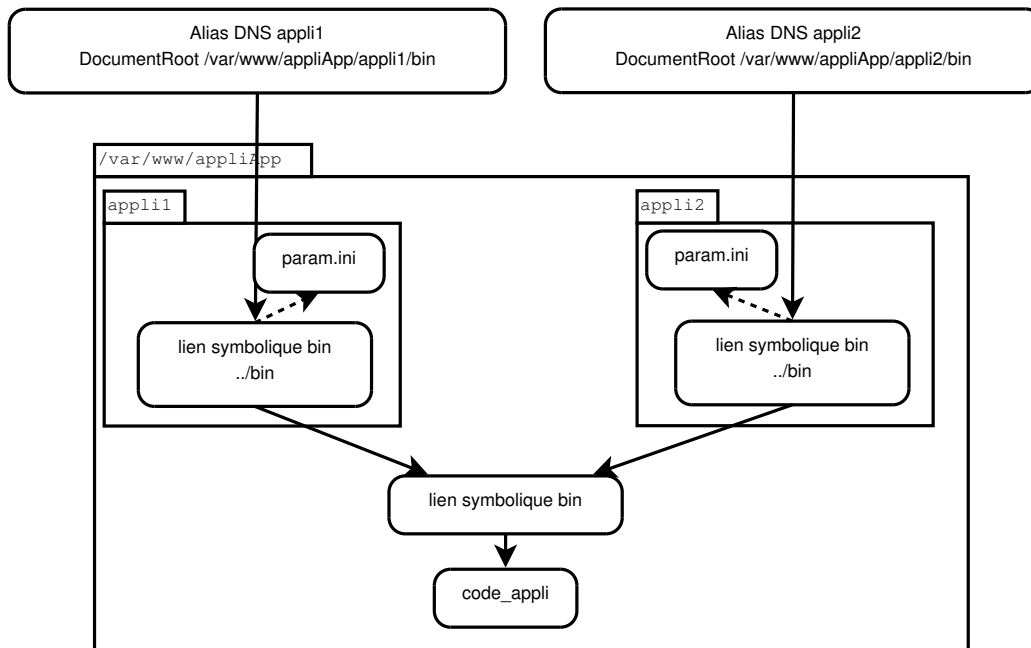 Alias DNS appli1
DocumentRoot /var/www/appliApp/appli1/bin
Alias DNS appli2
DocumentRoot /var/www/appliApp/appli2/bin
/var/www/appliApp
appli1
appli2
param.ini
param.ini
lien symbolique bin
../bin
lien symbolique bin
../bin
lien symbolique bin
code_appli